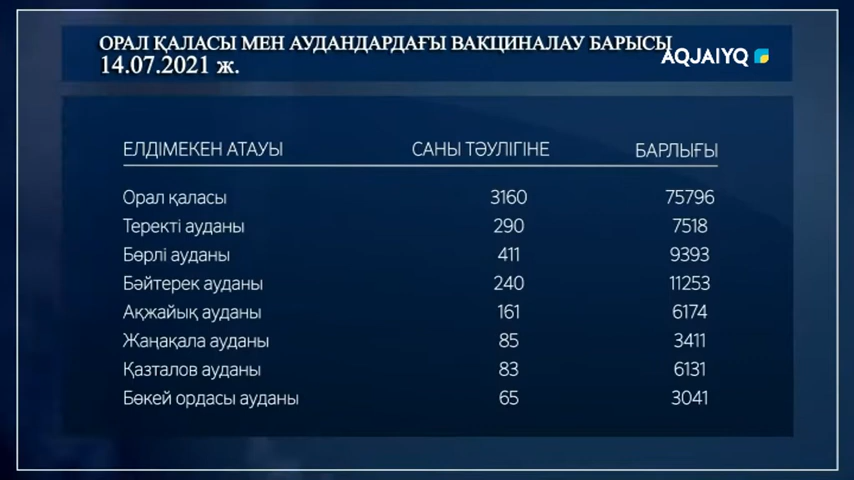 ОРАЛ ҚАЛАСЫ МЕН АУДАНДАРДАҒЫ ВАКЦИНАЛАУ БАРЫСЫ
14.07.2021 ж.
AQJAIYQ
ЕЛДІМЕКЕН АТАУЫ САНЫ ТӘУЛІГІНЕ БАРЛЫҒЫ
Орал қаласы 3160 75796
Теректі ауданы 290 7518
Бөрлі ауданы 411 9393
Бәйтерек ауданы 240 11253
Ақжайық ауданы 161 6174
Жаңақала ауданы 85 3411
Қазталов ауданы 83 6131
Бөкей ордасы ауданы 65 3041